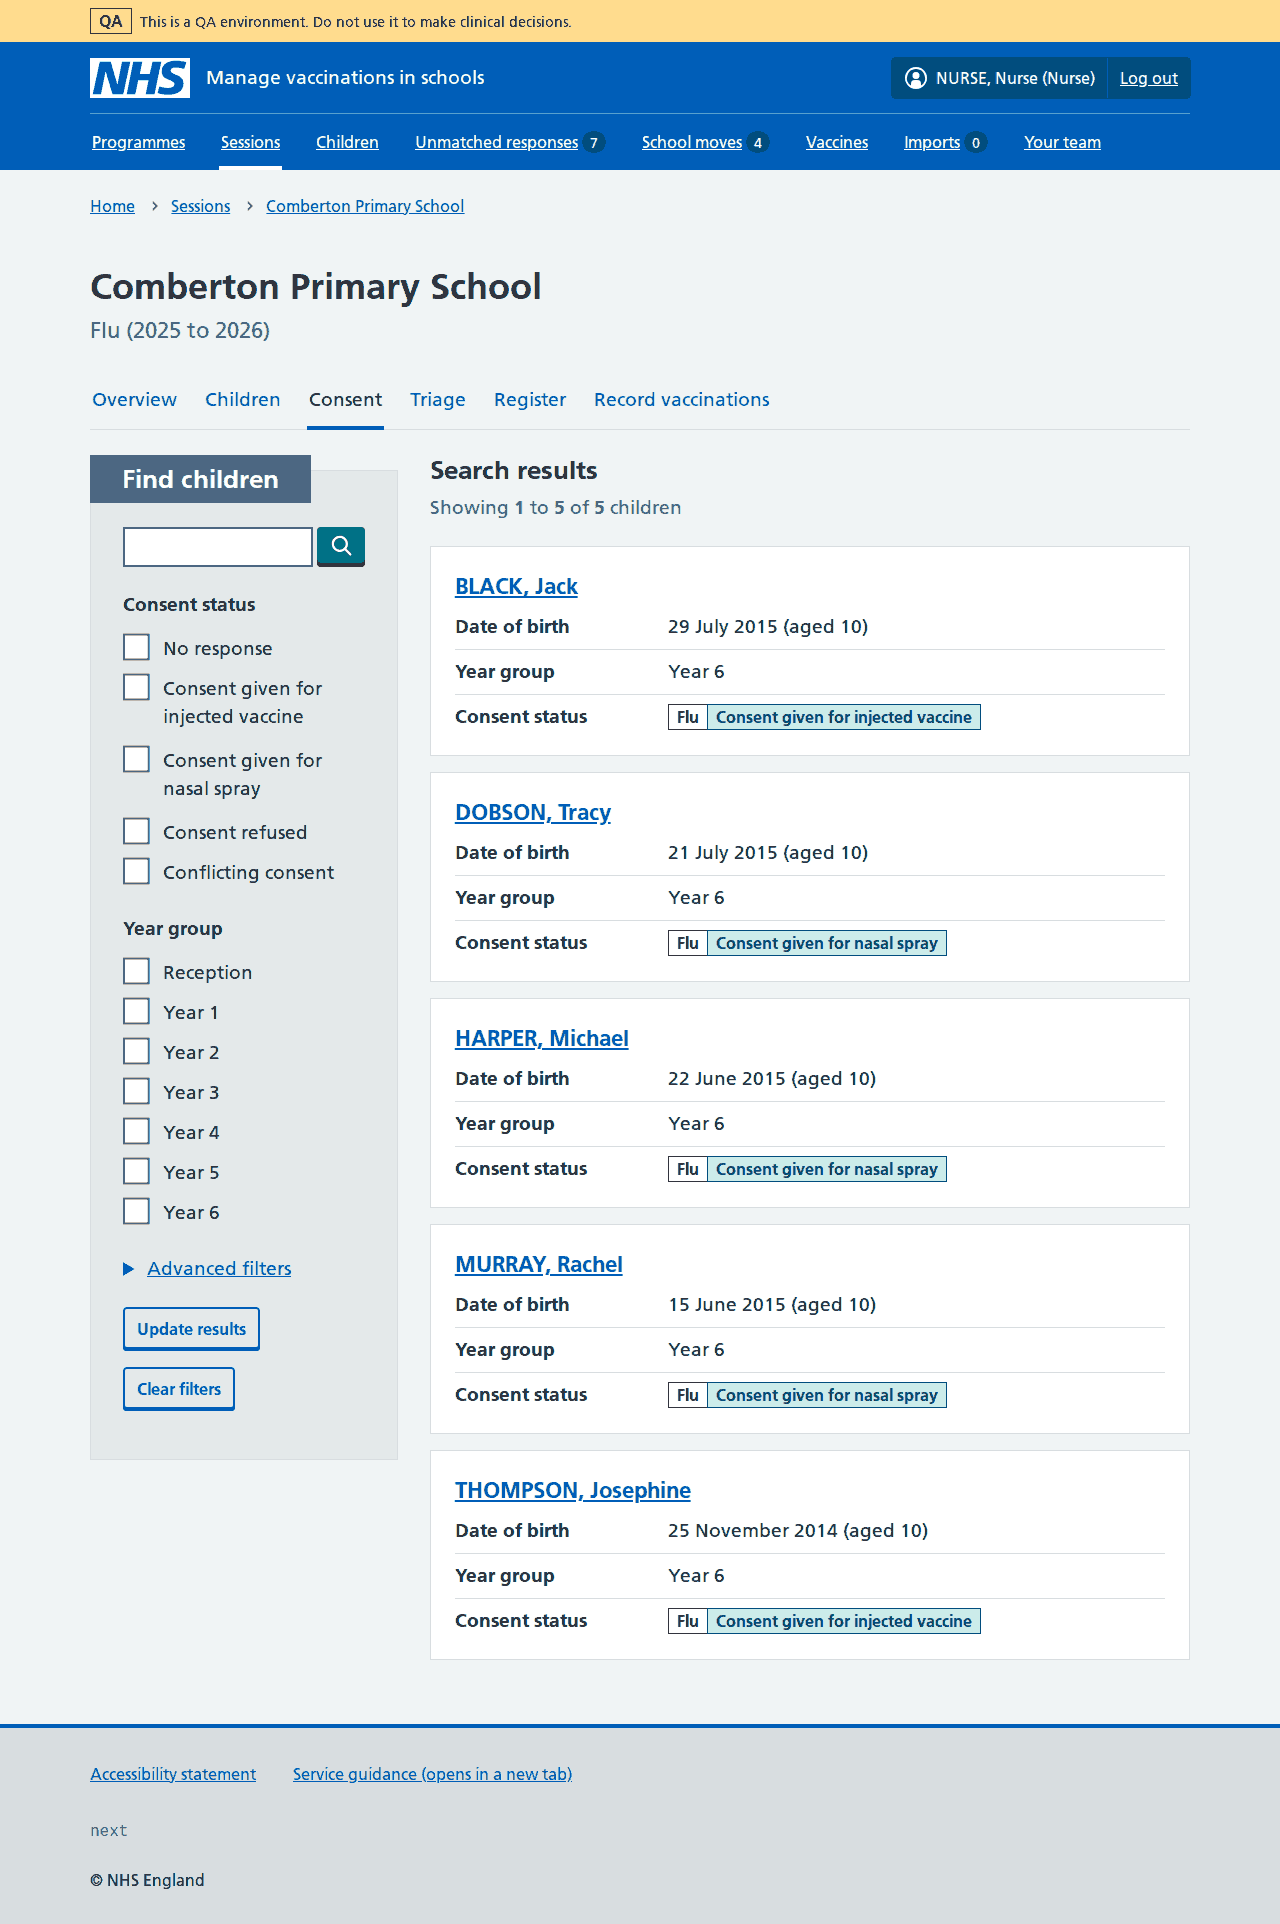 QA This is a QA environment. Do not use it to make clinical decisions.
NHS Manage vaccinations in schools NURSE, Nurse (Nurse) Log out
Programmes Sessions Children Unmatched responses 7 School moves 4 Vaccines Imports 0 Your team
Home Sessions Comberton Primary School
Comberton Primary School
Flu (2025 to 2026)
Overview Children Consent Triage Register Record vaccinations
Find children
Consent status
No response
Consent given for
injected vaccine
Consent given for
nasal spray
Consent refused
Conflicting consent
Year group
Reception
Year 1
Year 2
Year 3
Year 4
Year 5
Year 6
Advanced filters
Update results
Clear filters
Search results
Showing 1 to 5 of 5 children
BLACK, Jack
Date of birth 29 July 2015 (aged 10)
Year group Year 6
Consent status Flu Consent given for injected vaccine
DOBSON, Tracy
Date of birth 21 July 2015 (aged 10)
Year group Year 6
Consent status Flu Consent given for nasal spray
HARPER, Michael
Date of birth 22 June 2015 (aged 10)
Year group Year 6
Consent status Flu Consent given for nasal spray
MURRAY, Rachel
Date of birth 15 June 2015 (aged 10)
Year group Year 6
Consent status Flu Consent given for nasal spray
THOMPSON, Josephine
Date of birth 25 November 2014 (aged 10)
Year group Year 6
Consent status Flu Consent given for injected vaccine
Accessibility statement Service guidance (opens in a new tab)
next
© NHS England